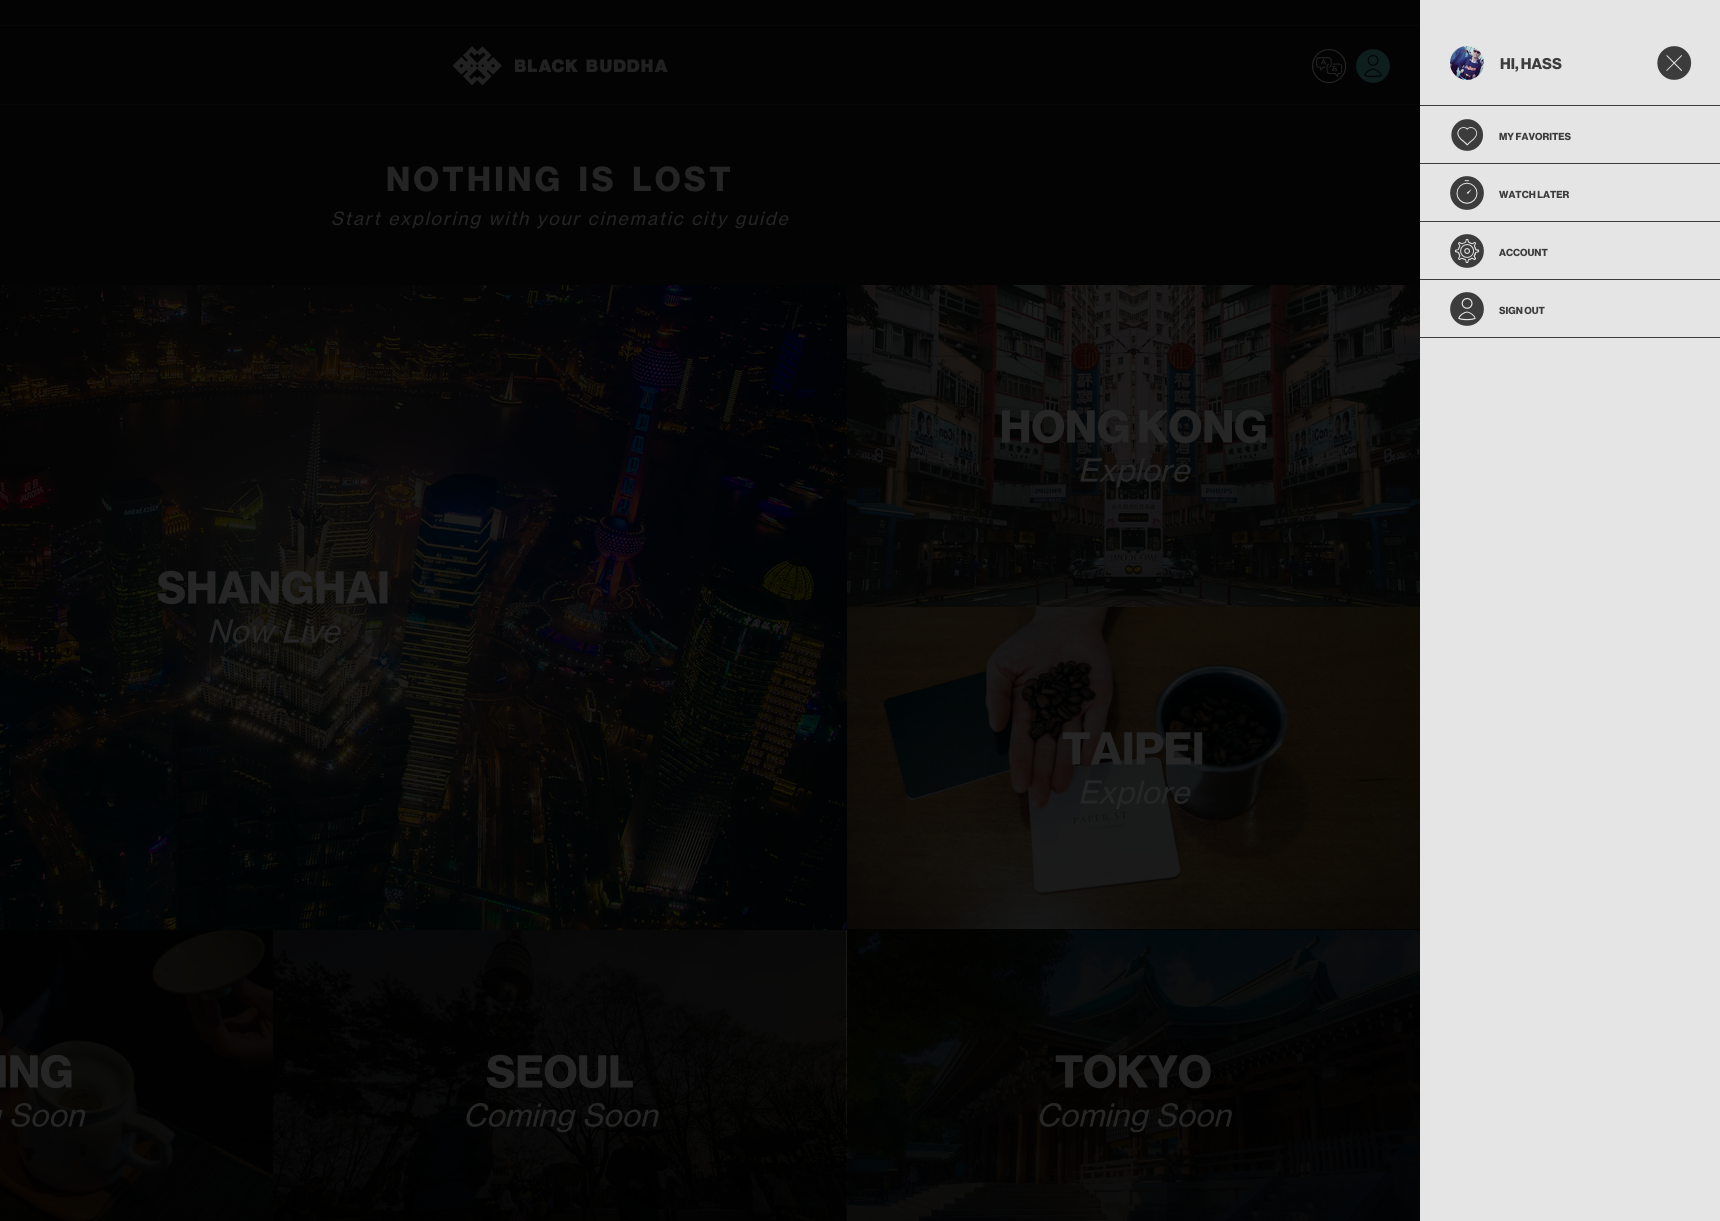 BLACK BUDDHA
HI, HASS
MY FAVORITES
WATCH LATER
ACCOUNT
SIGN OUT
NOTHING IS LOST
Start exploring with your cinematic city guide
SHANGHAI
Now Live
HONG KONG
Explore
TAIPEI
Explore
ING
Soon
SEOUL
Coming Soon
TOKYO
Coming Soon